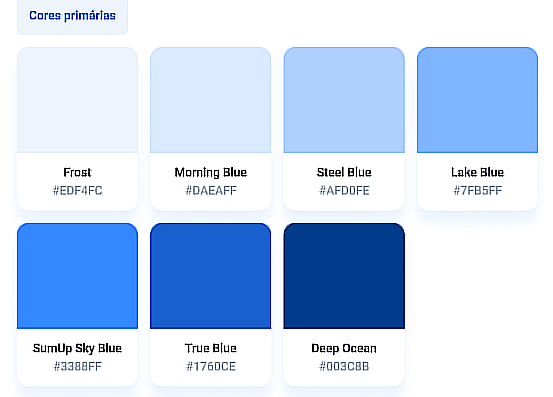 Cores primárias
Frost
#EDF4FC
Morning Blue
#DAEAFF
Steel Blue
#AFD0FE
Lake Blue
#7FB5FF
SumUp Sky Blue
#3388FF
True Blue
#1760CE
Deep Ocean
#003C8B